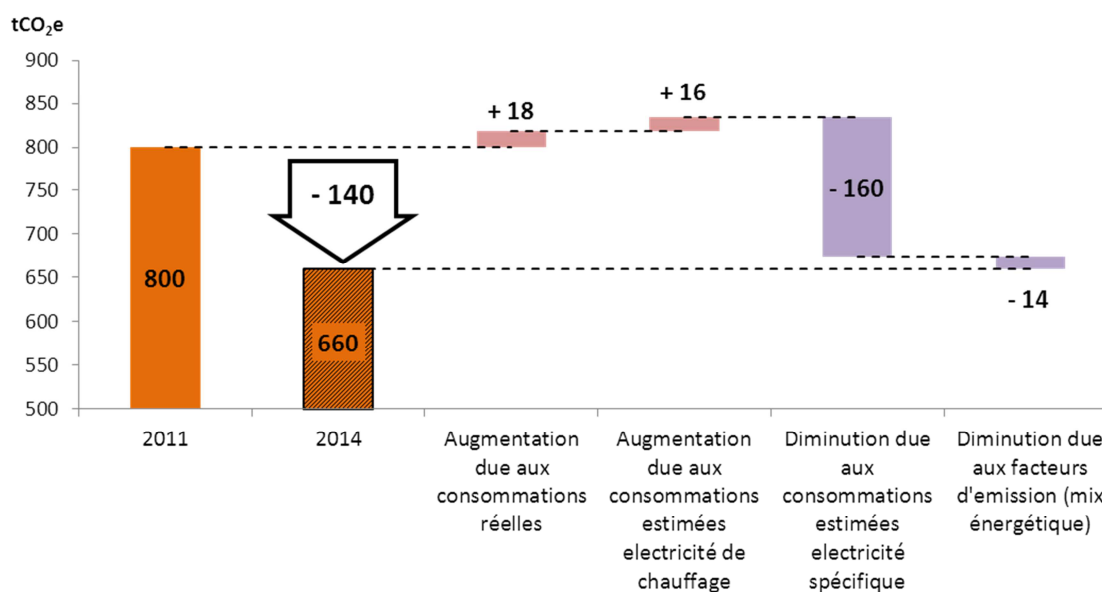 tCO₂e
900
850
800
750
700
650
600
550
500
+ 18
+ 16
- 140
- 160
- 14
800
660
2011
2014
Augmentation
due aux
consommations
réelles
Augmentation
due aux
consommations
estimées
electricité de
chauffage
Diminution due
aux
consommations
estimées
electricité
spécifique
Diminution due
aux facteurs
d'emission (mix
énergétique)